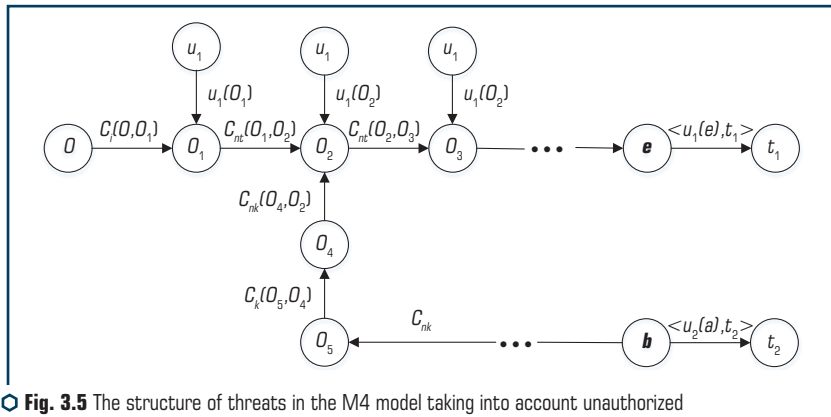 u₁ u₁ u₁
u₁(O₁) u₁(O₂) u₁(O₂)
Cᵢ(O,O₁) Cₙₜ(O₁,O₂) Cₙₜ(O₂,O₃) <u₁(e),t₁>
O O₁ O₂ O₃ ••• e t₁
Cₙₖ(O₄,O₂)
O₄
Cₖ(O₅,O₄)
Cₙₖ <u₂(a),t₂>
O₅ ••• b t₂
Fig. 3.5 The structure of threats in the M4 model taking into account unauthorized